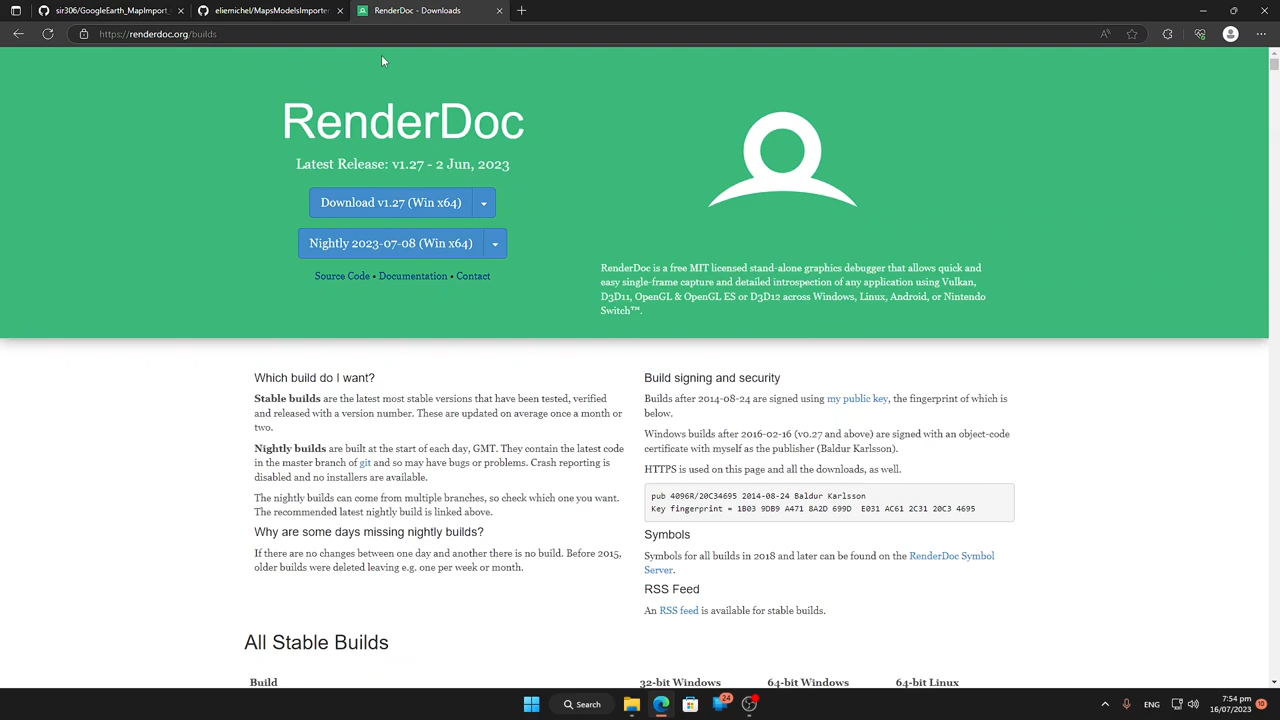 sir306/GoogleEarth_MapImport
elimichel/MapsModelsImporter
RenderDoc - Downloads
https://renderdoc.org/builds
RenderDoc
Latest Release: v1.27 - 2 Jun, 2023
Download v1.27 (Win x64)
Nightly 2023-07-08 (Win x64)
Source Code • Documentation • Contact
RenderDoc is a free MIT licensed stand-alone graphics debugger that allows quick and
easy single-frame capture and detailed introspection of any application using Vulkan,
D3D11, OpenGL & OpenGL ES or D3D12 across Windows, Linux, Android, or Nintendo
Switch™.
Which build do I want?
Stable builds are the latest most stable versions that have been tested, verified
and released with a version number. These are updated on average once a month or
two.
Nightly builds are built at the start of each day, GMT. They contain the latest code
in the master branch of git and so may have bugs or problems. Crash reporting is
disabled and no installers are available.
The nightly builds can come from multiple branches, so check which one you want.
The recommended latest nightly build is linked above.
Why are some days missing nightly builds?
If there are no changes between one day and another there is no build. Before 2015,
older builds were deleted leaving e.g. one per week or month.
Build signing and security
Builds after 2014-08-24 are signed using my public key, the fingerprint of which is
below.
Windows builds after 2016-02-16 (v0.27 and above) are signed with an object-code
certificate with myself as the publisher (Baldur Karlsson).
HTTPS is used on this page and all the downloads, as well.
pub 4096R/20C34695 2014-08-24 Baldur Karlsson
Key fingerprint = 1B03 9DB9 A471 8A2D 699D  E031 AC61 2C31 20C3 4695
Symbols
Symbols for all builds in 2018 and later can be found on the RenderDoc Symbol
Server.
RSS Feed
An RSS feed is available for stable builds.
All Stable Builds
Build 32-bit Windows 64-bit Windows 64-bit Linux
Search
24
ENG
7:54 pm
16/07/2023
10